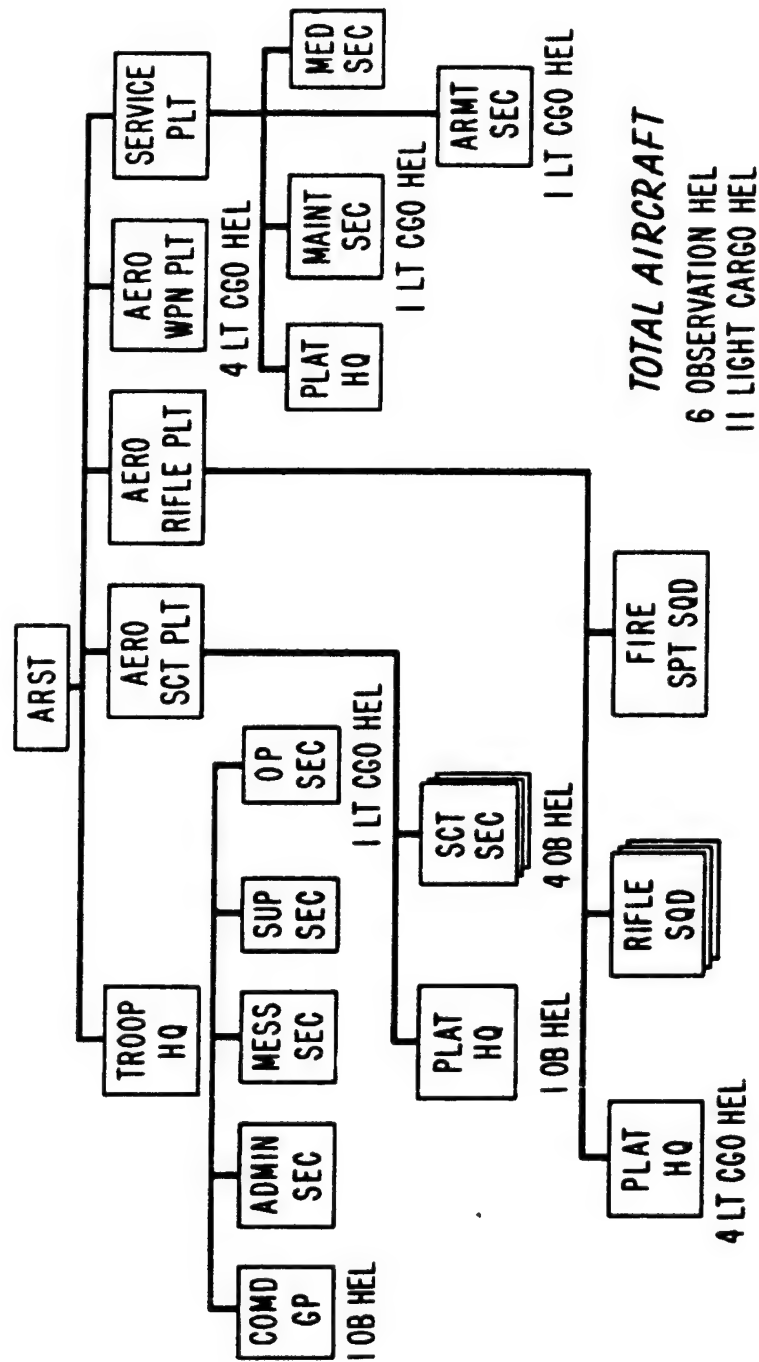 ARST
TROOP
HQ
AERO
SCT PLT
AERO
RIFLE PLT
AERO
WPN PLT
4 LT CGO HEL
SERVICE
PLT
COMD
GP
1 OB HEL
ADMIN
SEC
MESS
SEC
SUP
SEC
OP
SEC
1 LT CGO HEL
PLAT
HQ
MAINT
SEC
1 LT CGO HEL
MED
SEC
ARMT
SEC
1 LT CGO HEL
PLAT
HQ
1 OB HEL
SCT
SEC
4 OB HEL
PLAT
HQ
4 LT CGO HEL
RIFLE
SQD
FIRE
SPT SQD
TOTAL AIRCRAFT
6 OBSERVATION HEL
11 LIGHT CARGO HEL